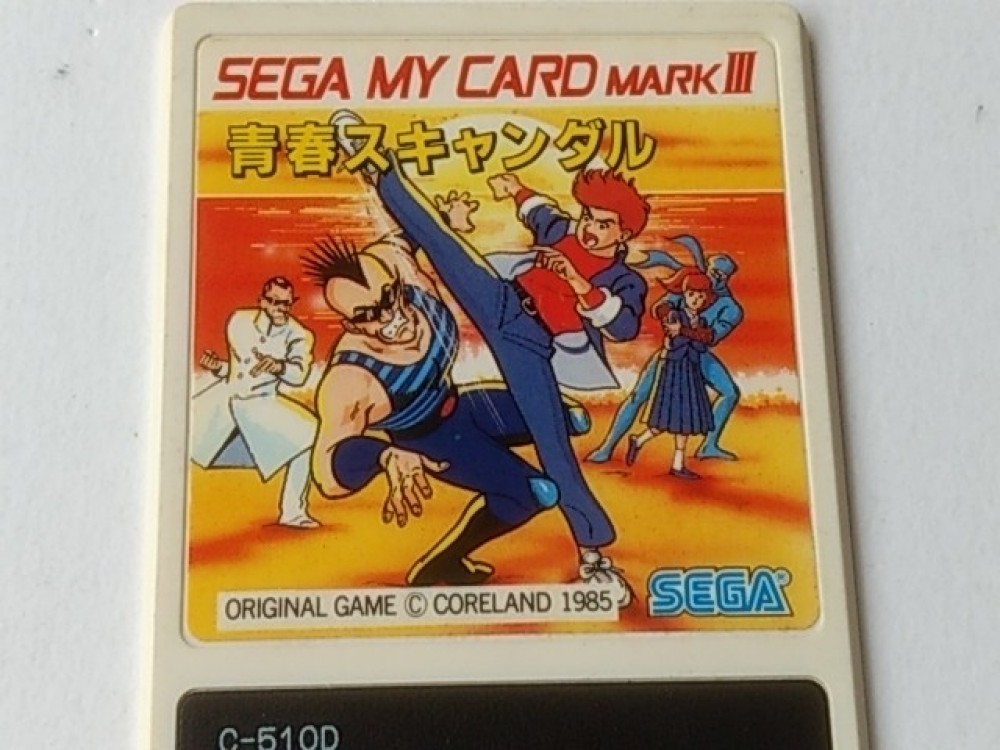 SEGA MY CARD MARK III
青春スキャンダル
ORIGINAL GAME © CORELAND 1985
SEGA®
C-510D